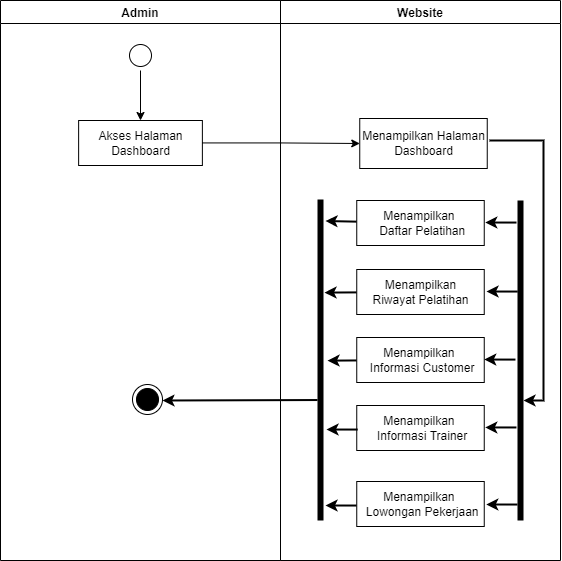 Admin
Website
Akses Halaman
Dashboard
Menampilkan Halaman
Dashboard
Menampilkan
Daftar Pelatihan
Menampilkan
Riwayat Pelatihan
Menampilkan
Informasi Customer
Menampilkan
Informasi Trainer
Menampilkan
Lowongan Pekerjaan